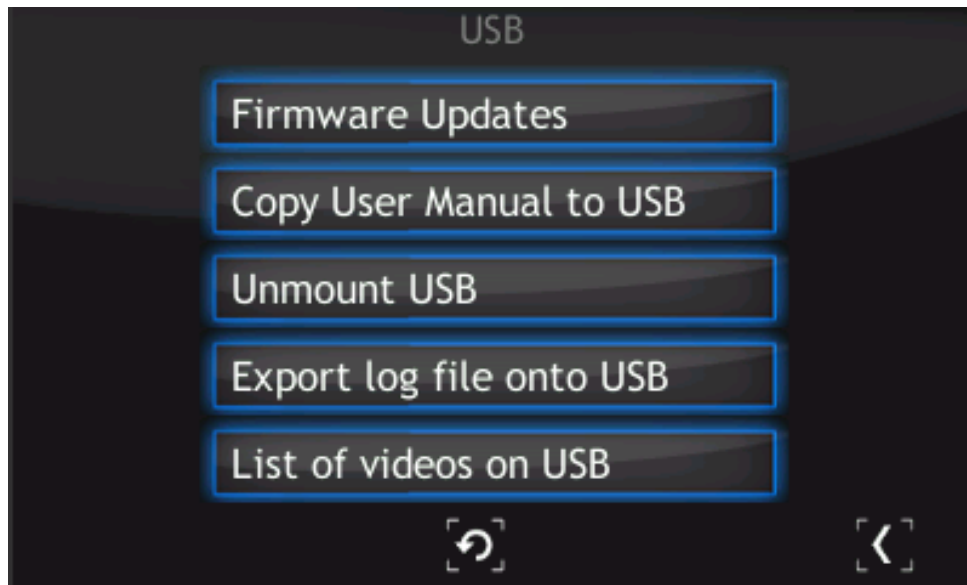 USB
Firmware Updates
Copy User Manual to USB
Unmount USB
Export log file onto USB
List of videos on USB